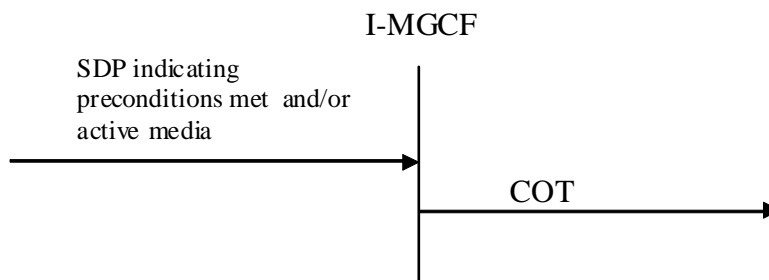 I-MGCF
SDP indicating
preconditions met and/or
active media
COT